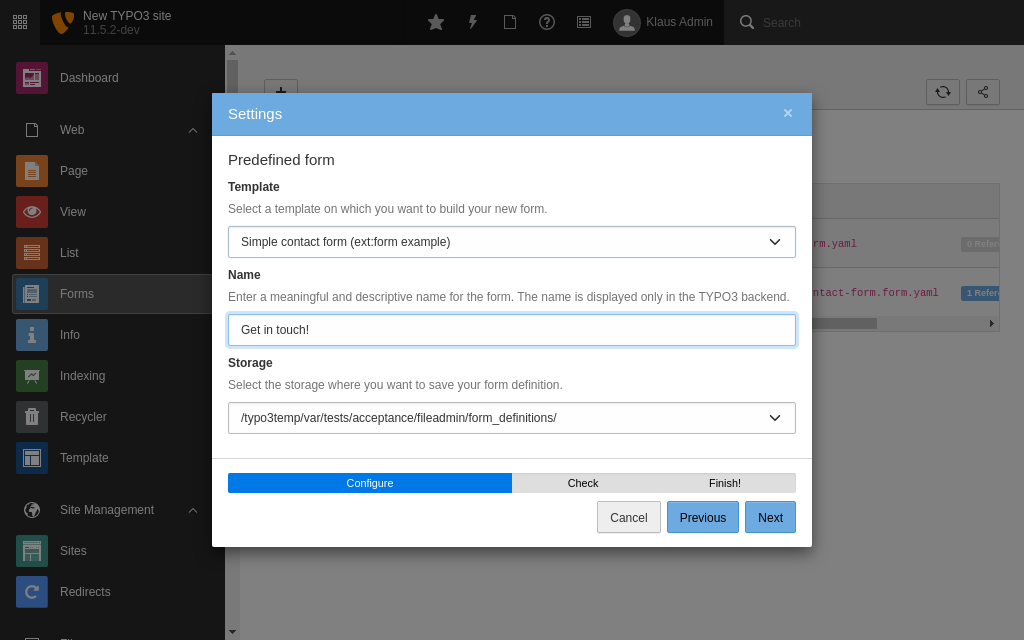 New TYPO3 site
11.5.2-dev
Klaus Admin
Search
Dashboard
Web
Page
View
List
Forms
Info
Indexing
Recycler
Template
Site Management
Sites
Redirects
Settings
×
Predefined form
Template
Select a template on which you want to build your new form.
Simple contact form (ext:form example)
Name
Enter a meaningful and descriptive name for the form. The name is displayed only in the TYPO3 backend.
Get in touch!
Storage
Select the storage where you want to save your form definition.
/typo3temp/var/tests/acceptance/fileadmin/form_definitions/
Configure
Check
Finish!
Cancel
Previous
Next
rm.yaml
0 Refer
ntact-form.form.yaml
1 Refer